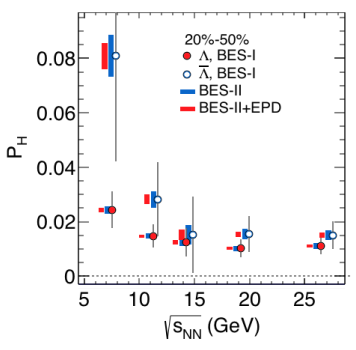 20%-50%
Λ, BES-I
Λ̅, BES-I
BES-II
BES-II+EPD
P_H
0.08
0.06
0.04
0.02
0
5 10 15 20 25
√s_NN (GeV)